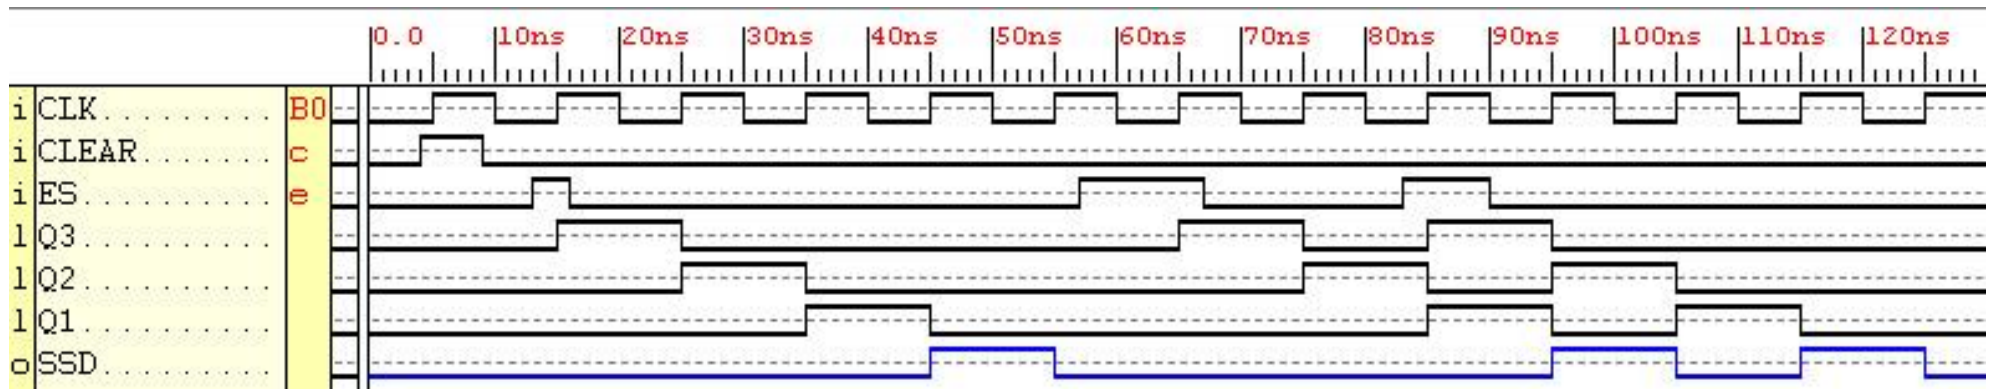 0.0 10ns 20ns 30ns 40ns 50ns 60ns 70ns 80ns 90ns 100ns 110ns 120ns
i CLK........ B0
i CLEAR....... c
i ES......... e
l Q3.........
l Q2.........
l Q1.........
o SSD........